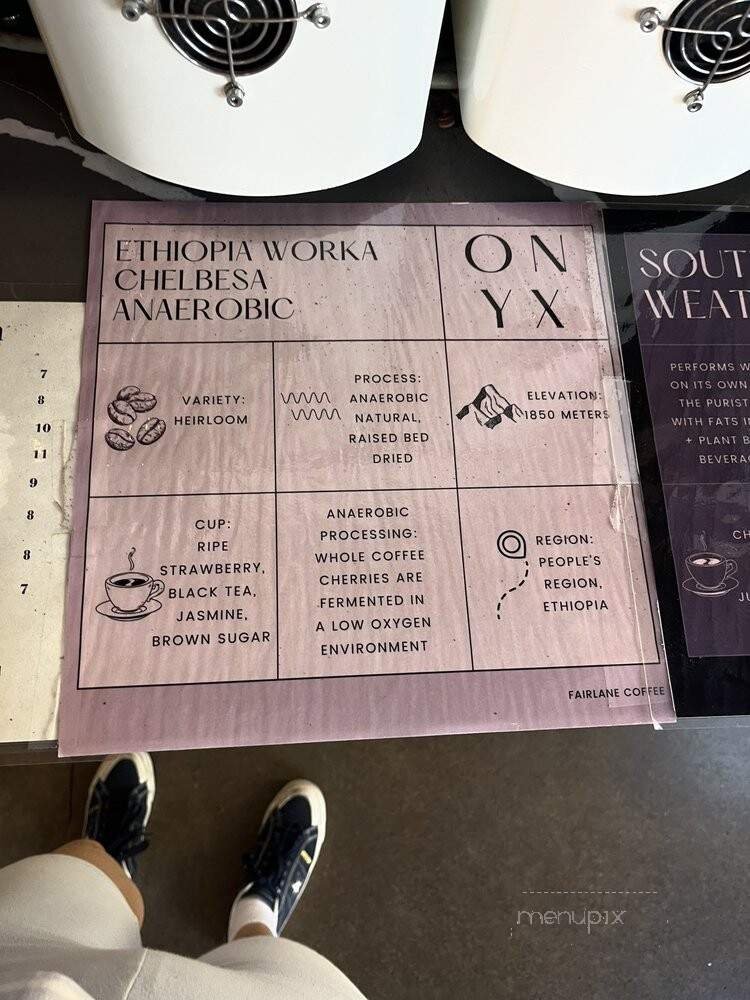 ETHIOPIA WORKA
CHELBESA
ANAEROBIC
O N
Y X
VARIETY:
HEIRLOOM
PROCESS:
ANAEROBIC
NATURAL,
RAISED BED
DRIED
ELEVATION:
1850 METERS
CUP:
RIPE
STRAWBERRY,
BLACK TEA,
JASMINE,
BROWN SUGAR
ANAEROBIC
PROCESSING:
WHOLE COFFEE
CHERRIES ARE
FERMENTED IN
A LOW OXYGEN
ENVIRONMENT
REGION:
PEOPLE'S
REGION,
ETHIOPIA
FAIRLANE COFFEE
7
8
10
11
9
8
8
7
SOUT
WEAT
PERFORMS W
ON ITS OWN
THE PURIST
WITH FATS I
+ PLANT B
BEVERA
CH
JU
menupix